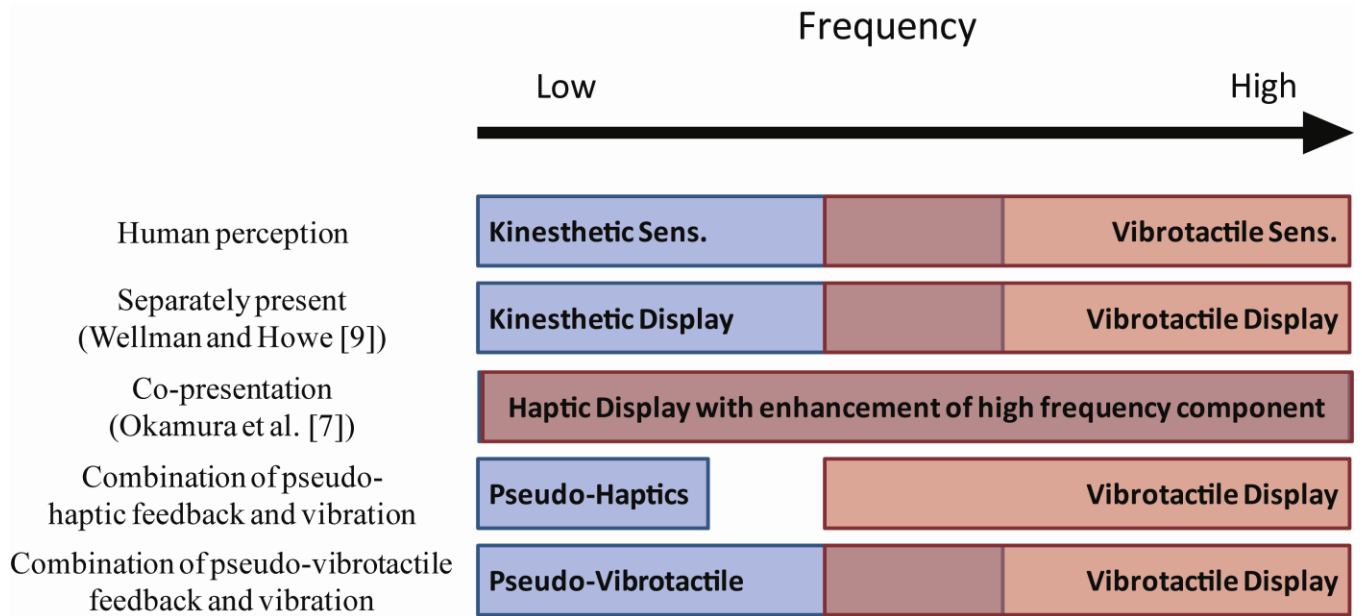 Frequency
Low High
Human perception
Kinesthetic Sens. Vibrotactile Sens.
Separately present
(Wellman and Howe [9])
Kinesthetic Display Vibrotactile Display
Co-presentation
(Okamura et al. [7])
Haptic Display with enhancement of high frequency component
Combination of pseudo-
haptic feedback and vibration
Pseudo-Haptics Vibrotactile Display
Combination of pseudo-vibrotactile
feedback and vibration
Pseudo-Vibrotactile Vibrotactile Display